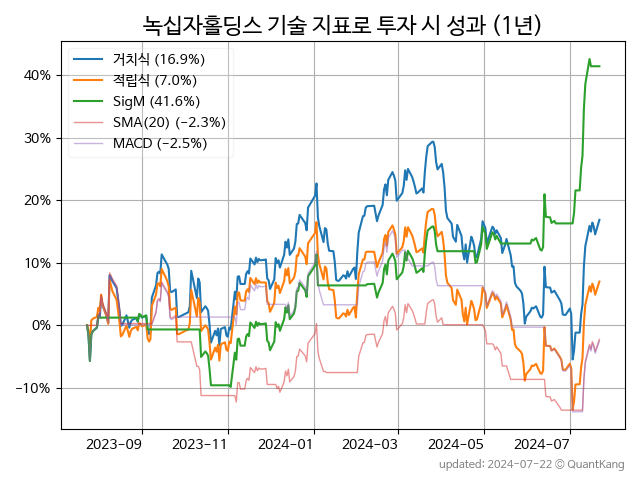 녹십자홀딩스 기술 지표로 투자 시 성과 (1년)
거치식 (16.9%)
적립식 (7.0%)
SigM (41.6%)
SMA(20) (−2.3%)
MACD (−2.5%)
40%
30%
20%
10%
0%
−10%
2023-09 2023-11 2024-01 2024-03 2024-05 2024-07
updated: 2024-07-22 © QuantKang